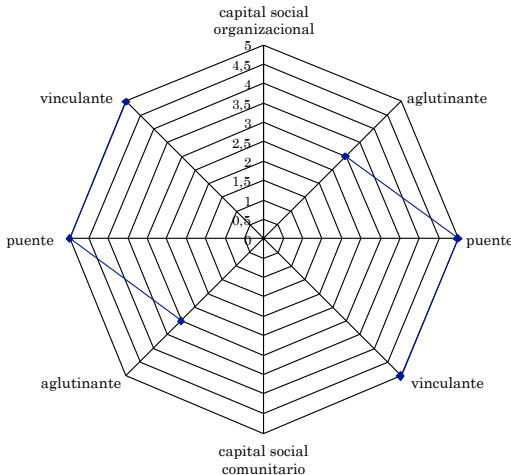 capital social
organizacional
5
4,5
4
3,5
3
2,5
2
1,5
1
0,5
0
vinculante
aglutinante
puente
puente
aglutinante
vinculante
capital social
comunitario